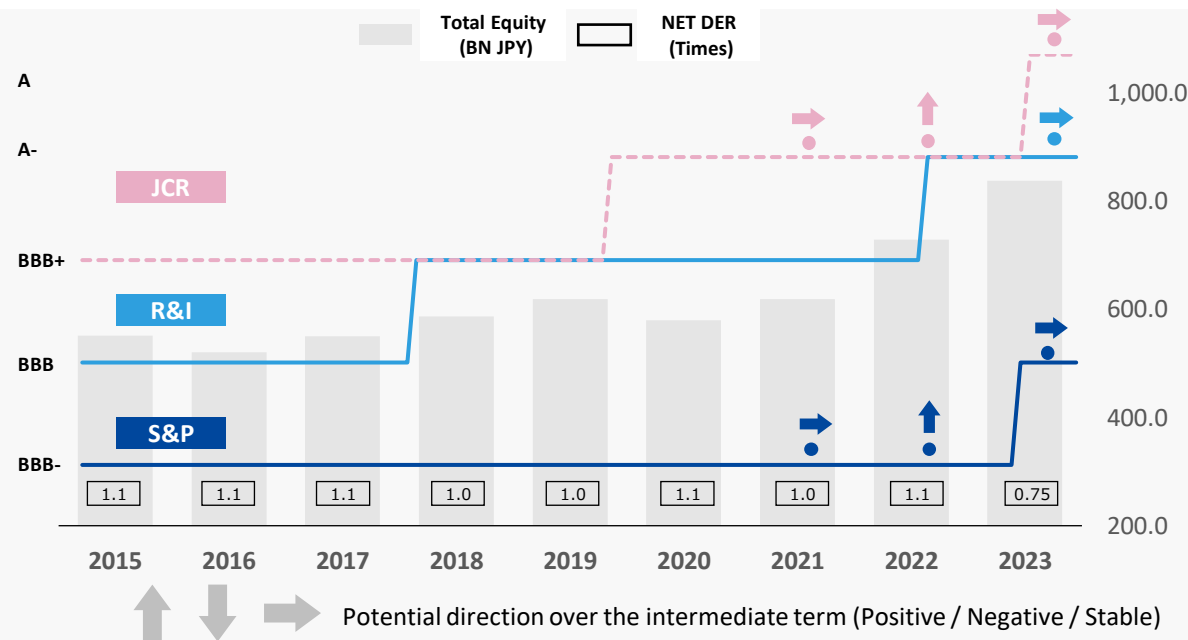 Total Equity
(BN JPY)
NET DER
(Times)
A
1,000.0
A-
JCR
800.0
BBB+
R&I
600.0
BBB
S&P
400.0
BBB-
1.1
1.1
1.1
1.0
1.0
1.1
1.0
1.1
0.75
200.0
2015
2016
2017
2018
2019
2020
2021
2022
2023
Potential direction over the intermediate term (Positive / Negative / Stable)